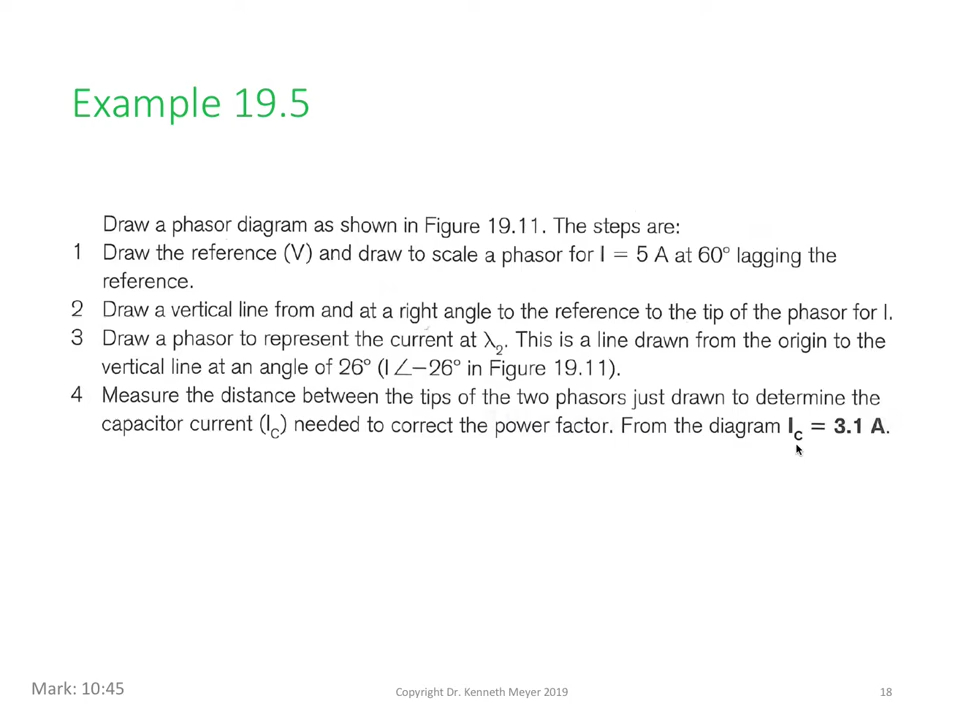 Example 19.5
Draw a phasor diagram as shown in Figure 19.11. The steps are:
1 Draw the reference (V) and draw to scale a phasor for I = 5 A at 60° lagging the
reference.
2 Draw a vertical line from and at a right angle to the reference to the tip of the phasor for I.
3 Draw a phasor to represent the current at λ₂. This is a line drawn from the origin to the
vertical line at an angle of 26° (I∠−26° in Figure 19.11).
4 Measure the distance between the tips of the two phasors just drawn to determine the
capacitor current (I_C) needed to correct the power factor. From the diagram I_C = 3.1 A.
Mark: 10:45
Copyright Dr. Kenneth Meyer 2019
18